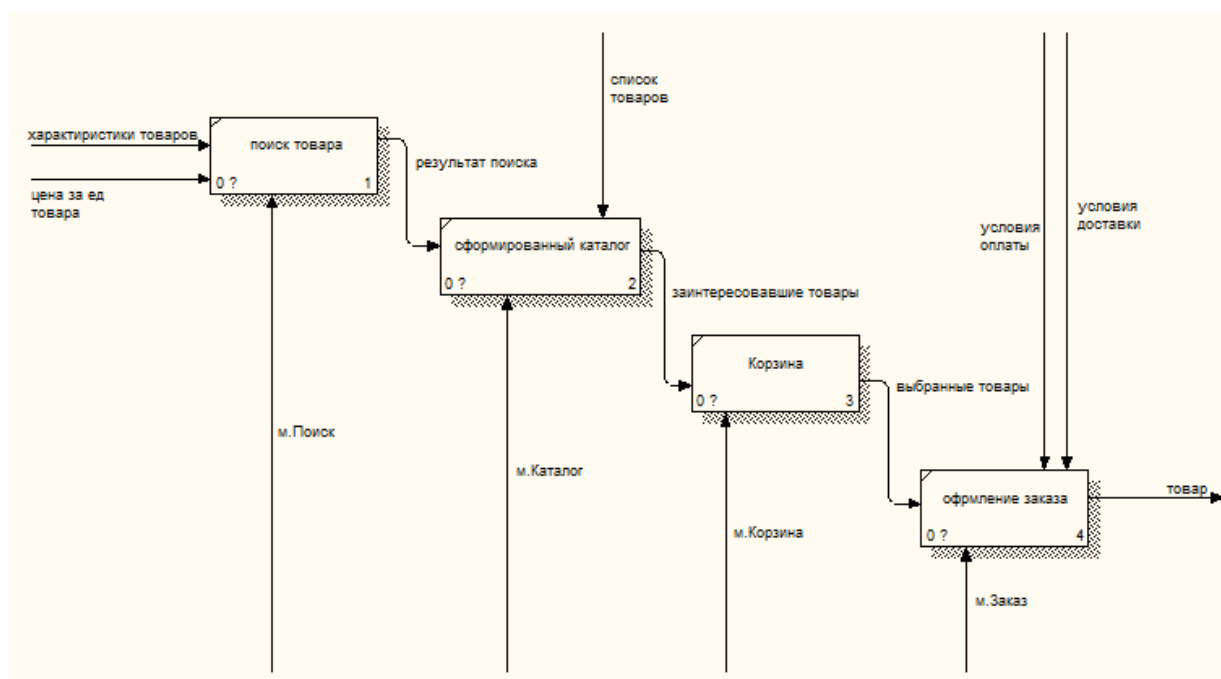 список
товаров
характиристики товаров
поиск товара
0 ?
1
результат поиска
цена за ед
товара
условия
доставки
условия
оплаты
сформированный каталог
0 ?
2
заинтересовавшие товары
Корзина
0 ?
3
выбранные товары
м.Поиск
м.Каталог
товар
офрмление заказа
0 ?
4
м.Корзина
м.Заказ